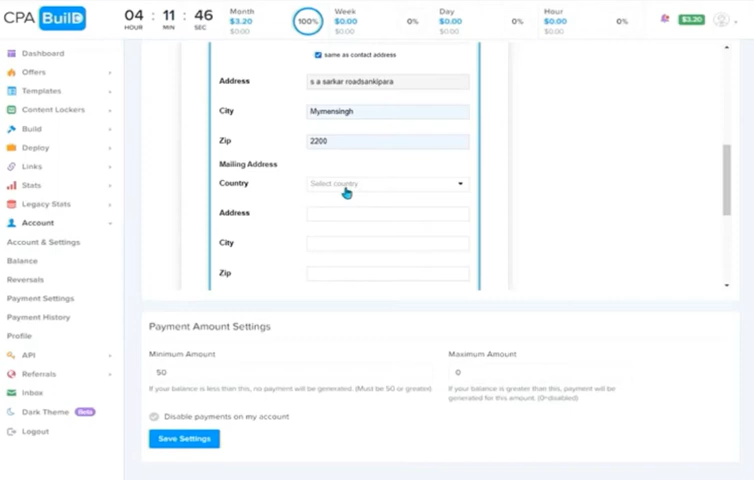 CPA BuilD
04 : 11 : 46
HOUR MIN SEC
Month
$3.20
$0.00
100%
Week
$0.00
$0.00
0%
Day
$0.00
$0.00
0%
Hour
$0.00
$0.00
0%
$3.20
Dashboard
Offers
Templates
Content Lockers
Build
Deploy
Links
Stats
Legacy Stats
Account
Account & Settings
Balance
Reversals
Payment Settings
Payment History
Profile
API
Referrals
Inbox
Dark Theme Beta
Logout
same as contact address
Address s a sarkar roadsankipara
City Mymensingh
Zip 2200
Mailing Address
Country Select country
Address
City
Zip
Payment Amount Settings
Minimum Amount
50
If your balance is less than this, no payment will be generated. (Must be 50 or greater)
Maximum Amount
0
If your balance is greater than this, payment will be
generated for this amount. (0=disabled)
Disable payments on my account
Save Settings